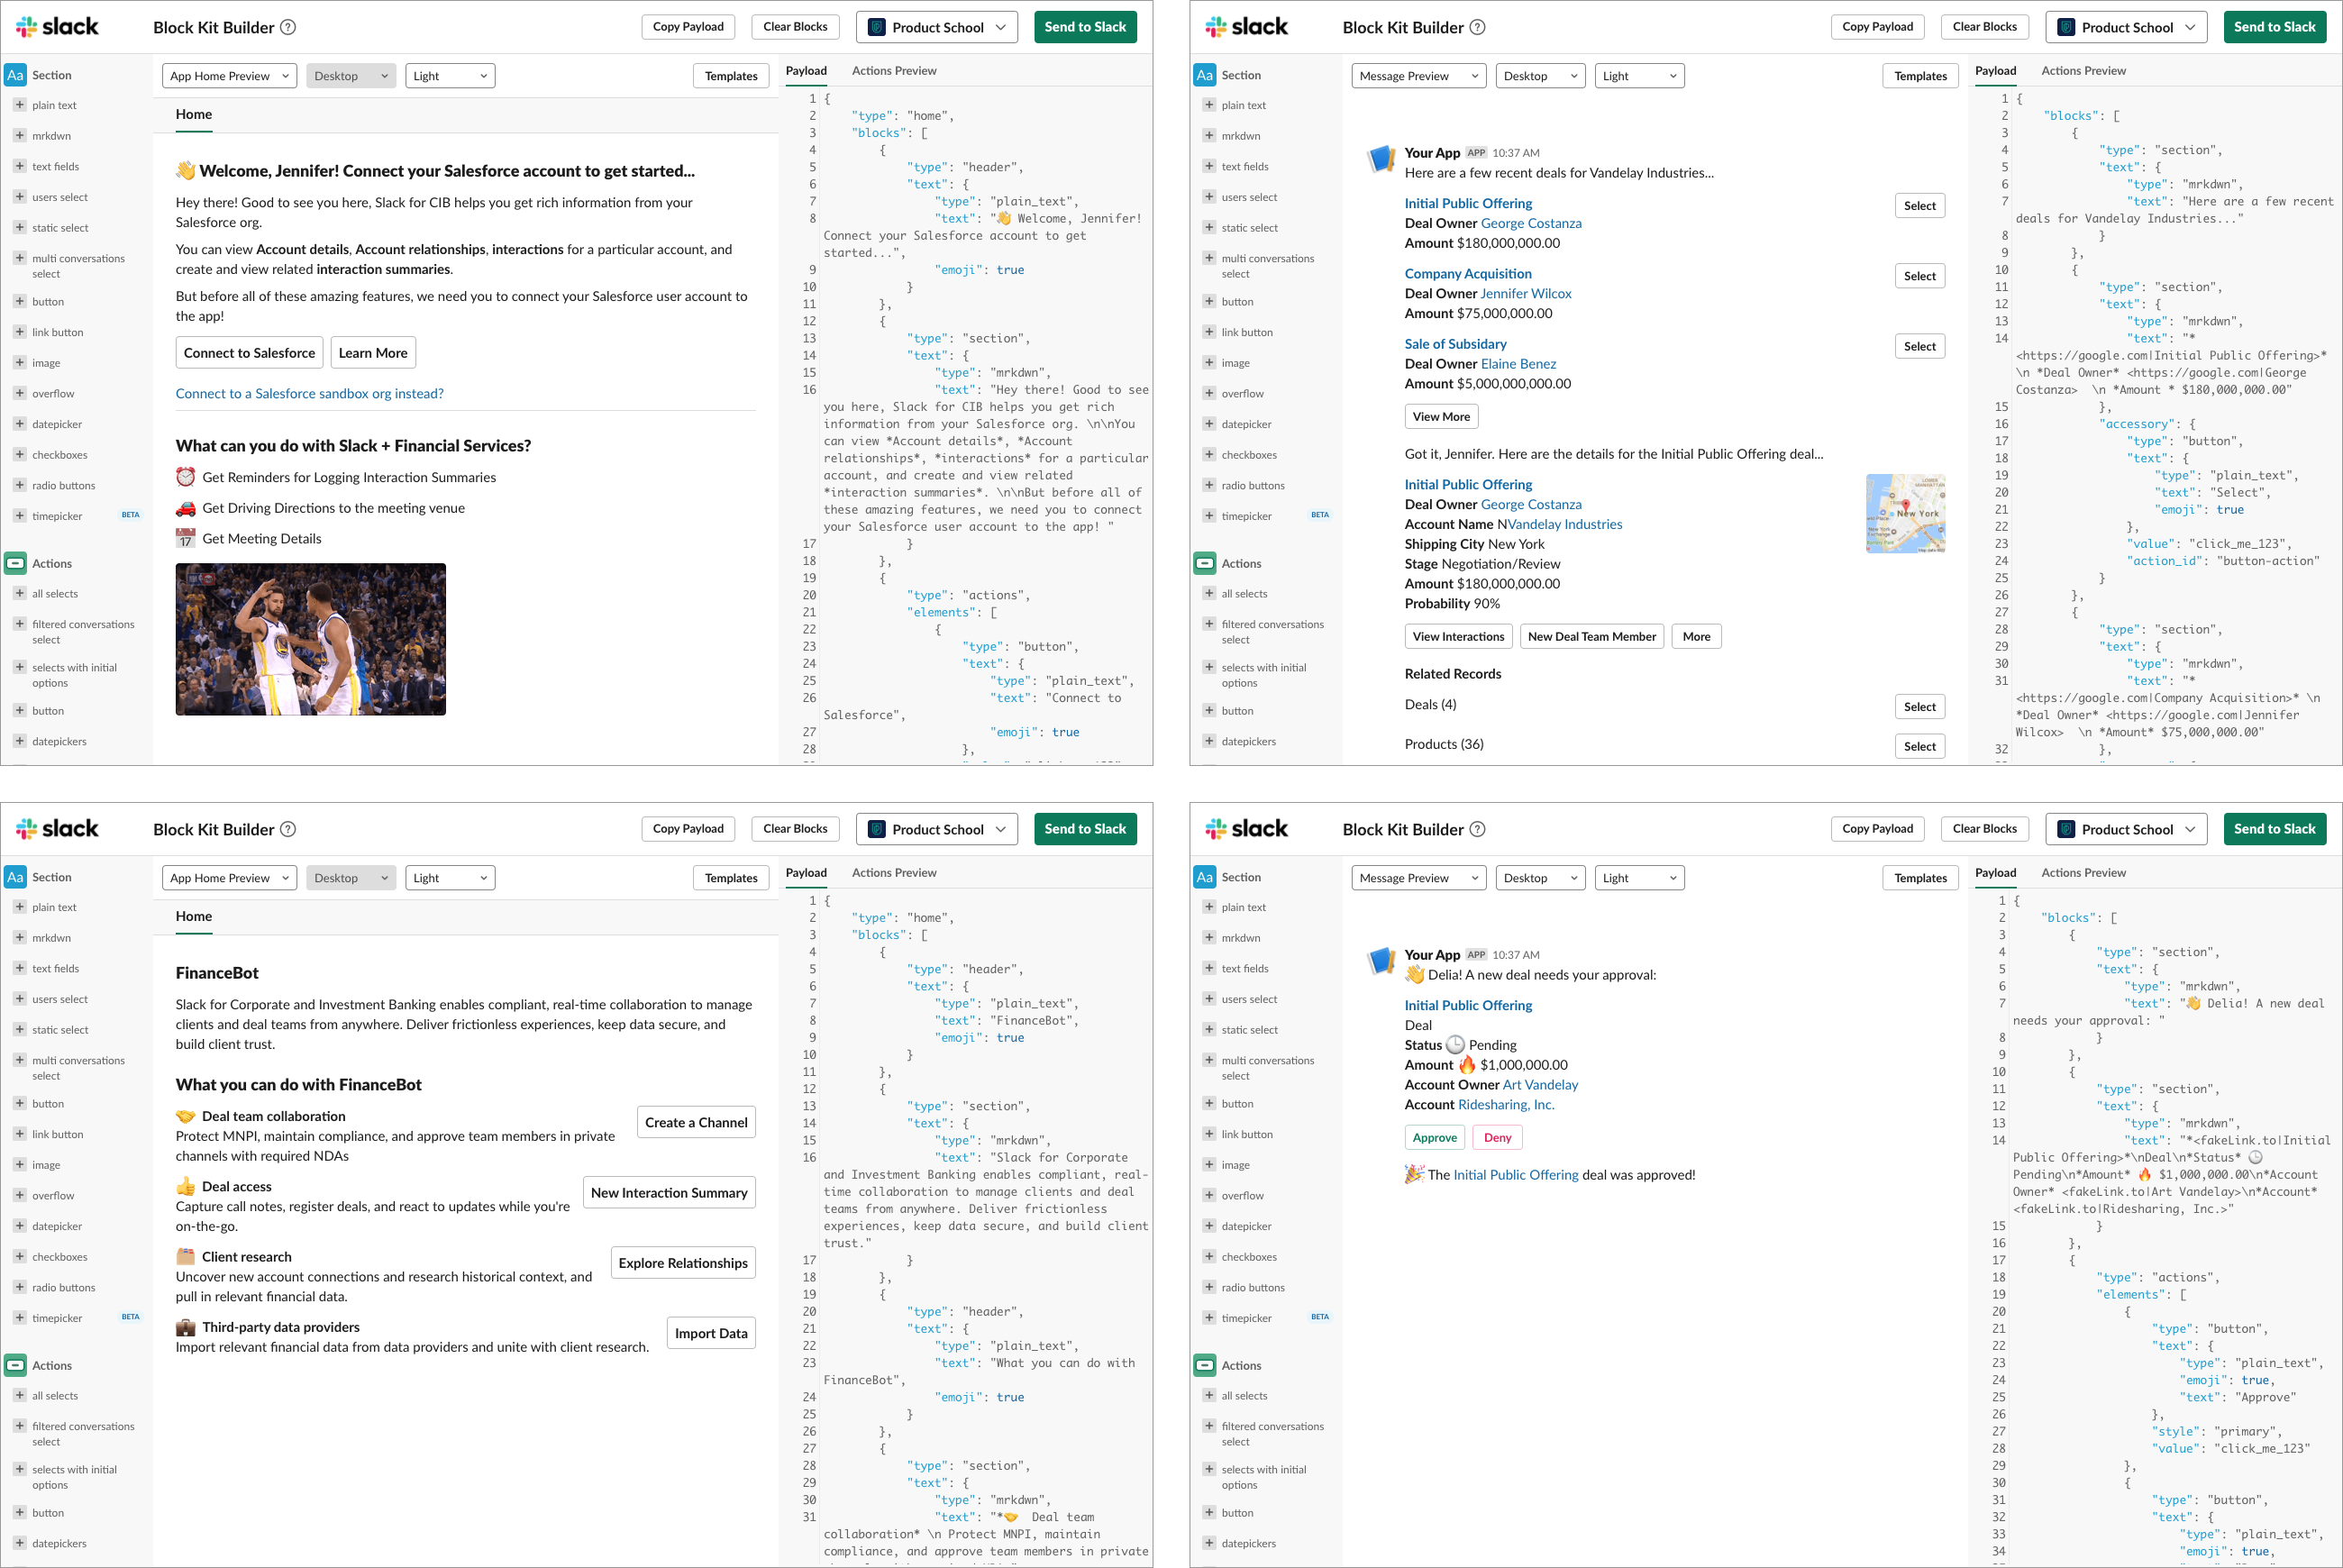 slack
Block Kit Builder ?
Copy Payload
Clear Blocks
Product School
Send to Slack
Aa Section
plain text
mrkdwn
text fields
users select
static select
multi conversations
select
button
link button
image
overflow
datepicker
checkboxes
radio buttons
timepicker BETA
Actions
all selects
filtered conversations
select
selects with initial
options
button
datepickers
App Home Preview
Desktop
Light
Templates
Home
👋 Welcome, Jennifer! Connect your Salesforce account to get started...
Hey there! Good to see you here, Slack for CIB helps you get rich information from your
Salesforce org.
You can view Account details, Account relationships, interactions for a particular account, and
create and view related interaction summaries.
But before all of these amazing features, we need you to connect your Salesforce user account to
the app!
Connect to Salesforce
Learn More
Connect to a Salesforce sandbox org instead?
What can you do with Slack + Financial Services?
⏰ Get Reminders for Logging Interaction Summaries
🚗 Get Driving Directions to the meeting venue
📅 Get Meeting Details
Payload
Actions Preview
1 {
2 "type": "home",
3 "blocks": [
4 {
5 "type": "header",
6 "text": {
7 "type": "plain_text",
8 "text": "👋 Welcome, Jennifer!
Connect your Salesforce account to get
started...",
9 "emoji": true
10 }
11 },
12 {
13 "type": "section",
14 "text": {
15 "type": "mrkdwn",
16 "text": "Hey there! Good to see
you here, Slack for CIB helps you get rich
information from your Salesforce org. \n\nYou
can view *Account details*, *Account
relationships*, *interactions* for a particular
account, and create and view related
*interaction summaries*. \n\nBut before all of
these amazing features, we need you to connect
your Salesforce user account to the app! "
17 }
18 },
19 {
20 "type": "actions",
21 "elements": [
22 {
23 "type": "button",
24 "text": {
25 "type": "plain_text",
26 "text": "Connect to
Salesforce",
27 "emoji": true
28 },
slack
Block Kit Builder ?
Copy Payload
Clear Blocks
Product School
Send to Slack
Aa Section
plain text
mrkdwn
text fields
users select
static select
multi conversations
select
button
link button
image
overflow
datepicker
checkboxes
radio buttons
timepicker BETA
Actions
all selects
filtered conversations
select
selects with initial
options
button
datepickers
Message Preview
Desktop
Light
Templates
Your App APP 10:37 AM
Here are a few recent deals for Vandelay Industries...
Initial Public Offering
Select
Deal Owner George Costanza
Amount $180,000,000.00
Company Acquisition
Select
Deal Owner Jennifer Wilcox
Amount $75,000,000.00
Sale of Subsidary
Select
Deal Owner Elaine Benez
Amount $5,000,000,000.00
View More
Got it, Jennifer. Here are the details for the Initial Public Offering deal...
Initial Public Offering
Deal Owner George Costanza
Account Name NVandelay Industries
Shipping City New York
Stage Negotiation/Review
Amount $180,000,000.00
Probability 90%
New York
View Interactions
New Deal Team Member
More
Related Records
Deals (4)
Select
Products (36)
Select
Payload
Actions Preview
1 {
2 "blocks": [
3 {
4 "type": "section",
5 "text": {
6 "type": "mrkdwn",
7 "text": "Here are a few recent
deals for Vandelay Industries..."
8 }
9 },
10 {
11 "type": "section",
12 "text": {
13 "type": "mrkdwn",
14 "text": "*
<https://google.com|Initial Public Offering>*
\n *Deal Owner* <https://google.com|George
Costanza> \n *Amount * $180,000,000.00"
15 },
16 "accessory": {
17 "type": "button",
18 "text": {
19 "type": "plain_text",
20 "text": "Select",
21 "emoji": true
22 },
23 "value": "click_me_123",
24 "action_id": "button-action"
25 }
26 },
27 {
28 "type": "section",
29 "text": {
30 "type": "mrkdwn",
31 "text": "*
<https://google.com|Company Acquisition>* \n
*Deal Owner* <https://google.com|Jennifer
Wilcox> \n *Amount* $75,000,000.00"
32 },
slack
Block Kit Builder ?
Copy Payload
Clear Blocks
Product School
Send to Slack
Aa Section
plain text
mrkdwn
text fields
users select
static select
multi conversations
select
button
link button
image
overflow
datepicker
checkboxes
radio buttons
timepicker BETA
Actions
all selects
filtered conversations
select
selects with initial
options
button
datepickers
App Home Preview
Desktop
Light
Templates
Home
FinanceBot
Slack for Corporate and Investment Banking enables compliant, real-time collaboration to manage
clients and deal teams from anywhere. Deliver frictionless experiences, keep data secure, and
build client trust.
What you can do with FinanceBot
🤝 Deal team collaboration
Protect MNPI, maintain compliance, and approve team members in private
channels with required NDAs
Create a Channel
👍 Deal access
Capture call notes, register deals, and react to updates while you're
on-the-go.
New Interaction Summary
🗂️ Client research
Uncover new account connections and research historical context, and
pull in relevant financial data.
Explore Relationships
💼 Third-party data providers
Import relevant financial data from data providers and unite with client research.
Import Data
Payload
Actions Preview
1 {
2 "type": "home",
3 "blocks": [
4 {
5 "type": "header",
6 "text": {
7 "type": "plain_text",
8 "text": "FinanceBot",
9 "emoji": true
10 }
11 },
12 {
13 "type": "section",
14 "text": {
15 "type": "mrkdwn",
16 "text": "Slack for Corporate
and Investment Banking enables compliant, real-
time collaboration to manage clients and deal
teams from anywhere. Deliver frictionless
experiences, keep data secure, and build client
trust."
17 }
18 },
19 {
20 "type": "header",
21 "text": {
22 "type": "plain_text",
23 "text": "What you can do with
FinanceBot",
24 "emoji": true
25 }
26 },
27 {
28 "type": "section",
29 "text": {
30 "type": "mrkdwn",
31 "text": "*🤝 Deal team
collaboration* \n Protect MNPI, maintain
compliance, and approve team members in private
slack
Block Kit Builder ?
Copy Payload
Clear Blocks
Product School
Send to Slack
Aa Section
plain text
mrkdwn
text fields
users select
static select
multi conversations
select
button
link button
image
overflow
datepicker
checkboxes
radio buttons
timepicker BETA
Actions
all selects
filtered conversations
select
selects with initial
options
button
datepickers
Message Preview
Desktop
Light
Templates
Your App APP 10:37 AM
👋 Delia! A new deal needs your approval:
Initial Public Offering
Deal
Status 🕒 Pending
Amount 🔥 $1,000,000.00
Account Owner Art Vandelay
Account Ridesharing, Inc.
Approve
Deny
🎉 The Initial Public Offering deal was approved!
Payload
Actions Preview
1 {
2 "blocks": [
3 {
4 "type": "section",
5 "text": {
6 "type": "mrkdwn",
7 "text": "👋 Delia! A new deal
needs your approval: "
8 }
9 },
10 {
11 "type": "section",
12 "text": {
13 "type": "mrkdwn",
14 "text": "*<fakeLink.to|Initial
Public Offering>*\nDeal\n*Status* 🕒
Pending\n*Amount* 🔥 $1,000,000.00\n*Account
Owner* <fakeLink.to|Art Vandelay>\n*Account*
<fakeLink.to|Ridesharing, Inc.>"
15 }
16 },
17 {
18 "type": "actions",
19 "elements": [
20 {
21 "type": "button",
22 "text": {
23 "type": "plain_text",
24 "emoji": true,
25 "text": "Approve"
26 },
27 "style": "primary",
28 "value": "click_me_123"
29 },
30 {
31 "type": "button",
32 "text": {
33 "type": "plain_text",
34 "emoji": true,